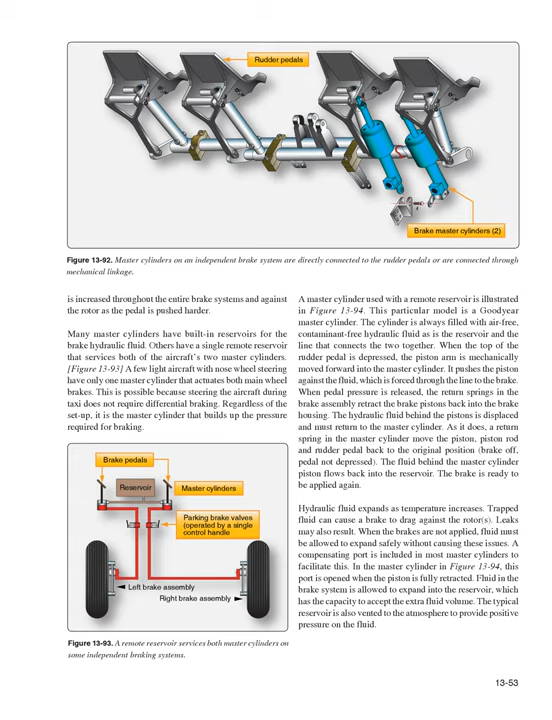 Rudder pedals
Brake master cylinders (2)
Figure 13-92. Master cylinders on an independent brake system are directly connected to the rudder pedals or are connected through
mechanical linkage.
is increased throughout the entire brake systems and against
the rotor as the pedal is pushed harder.
Many master cylinders have built-in reservoirs for the
brake hydraulic fluid. Others have a single remote reservoir
that services both of the aircraft`s two master cylinders.
[Figure 13-93] A few light aircraft with nose wheel steering
have only one master cylinder that actuates both main wheel
brakes. This is possible because steering the aircraft during
taxi does not require differential braking. Regardless of the
set-up, it is the master cylinder that builds up the pressure
required for braking.
Brake pedals
Reservoir
Master cylinders
Parking brake valves
(operated by a single
control handle
Left brake assembly
Right brake assembly
Figure 13-93. A remote reservoir services both master cylinders on
some independent braking systems.
A master cylinder used with a remote reservoir is illustrated
in Figure 13-94. This particular model is a Goodyear
master cylinder. The cylinder is always filled with air-free,
contaminant-free hydraulic fluid as is the reservoir and the
line that connects the two together. When the top of the
rudder pedal is depressed, the piston arm is mechanically
moved forward into the master cylinder. It pushes the piston
against the fluid, which is forced through the line to the brake.
When pedal pressure is released, the return springs in the
brake assembly retract the brake pistons back into the brake
housing. The hydraulic fluid behind the pistons is displaced
and must return to the master cylinder. As it does, a return
spring in the master cylinder move the piston, piston rod
and rudder pedal back to the original position (brake off,
pedal not depressed). The fluid behind the master cylinder
piston flows back into the reservoir. The brake is ready to
be applied again.
Hydraulic fluid expands as temperature increases. Trapped
fluid can cause a brake to drag against the rotor(s). Leaks
may also result. When the brakes are not applied, fluid must
be allowed to expand safely without causing these issues. A
compensating port is included in most master cylinders to
facilitate this. In the master cylinder in Figure 13-94, this
port is opened when the piston is fully retracted. Fluid in the
brake system is allowed to expand into the reservoir, which
has the capacity to accept the extra fluid volume. The typical
reservoir is also vented to the atmosphere to provide positive
pressure on the fluid.
13-53